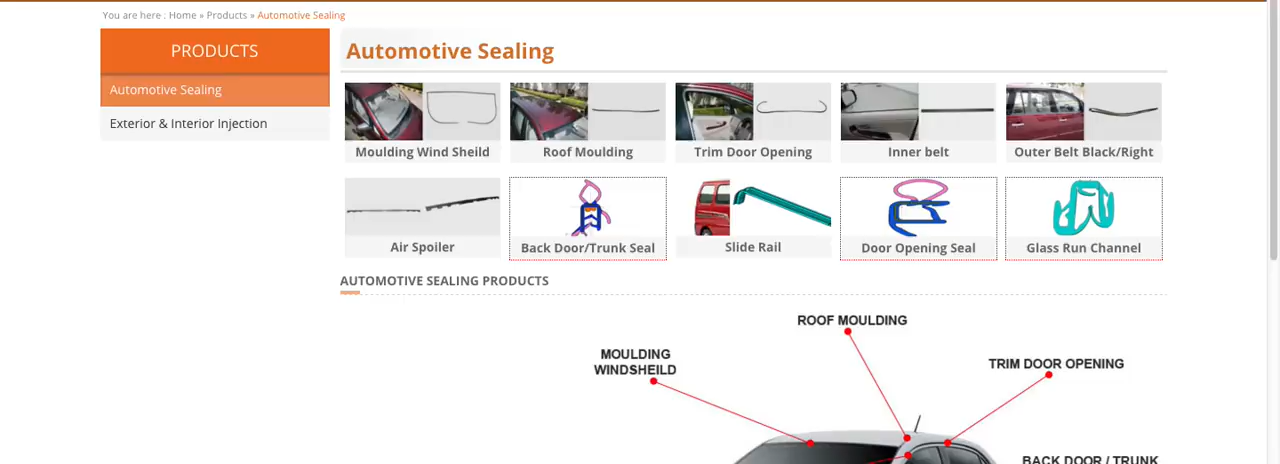 You are here : Home » Products » Automotive Sealing
PRODUCTS
Automotive Sealing
Exterior & Interior Injection
Automotive Sealing
Moulding Wind Sheild
Roof Moulding
Trim Door Opening
Inner belt
Outer Belt Black/Right
Air Spoiler
Back Door/Trunk Seal
Slide Rail
Door Opening Seal
Glass Run Channel
AUTOMOTIVE SEALING PRODUCTS
ROOF MOULDING
MOULDING
WINDSHEILD
TRIM DOOR OPENING
BACK DOOR / TRUNK